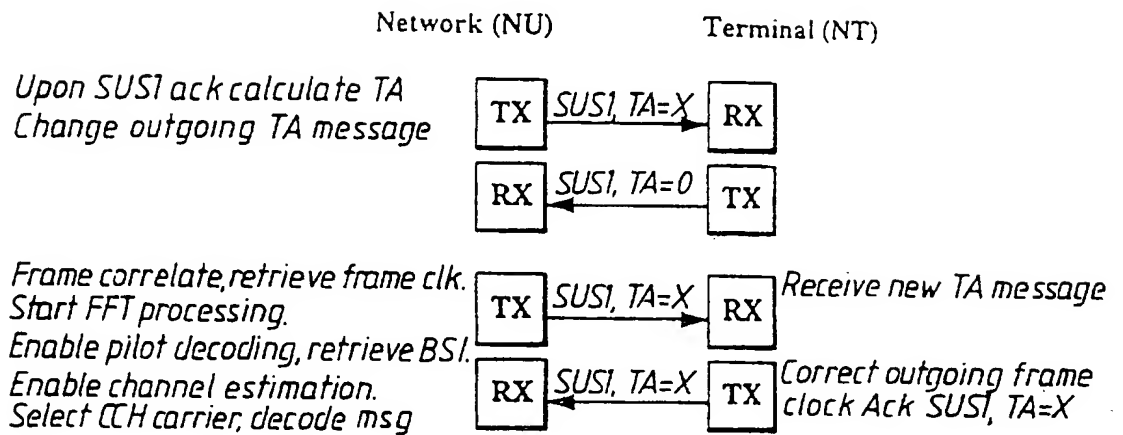 Network (NU) Terminal (NT)
Upon SUS1 ack calculate TA
Change outgoing TA message
TX SUS1, TA=X RX
RX SUS1, TA=0 TX
Frame correlate, retrieve frame clk.
Start FFT processing.
Enable pilot decoding, retrieve BSI.
Enable channel estimation.
Select CCH carrier, decode msg
TX SUS1, TA=X RX
Receive new TA message
RX SUS1, TA=X TX
Correct outgoing frame
clock Ack SUS1, TA=X